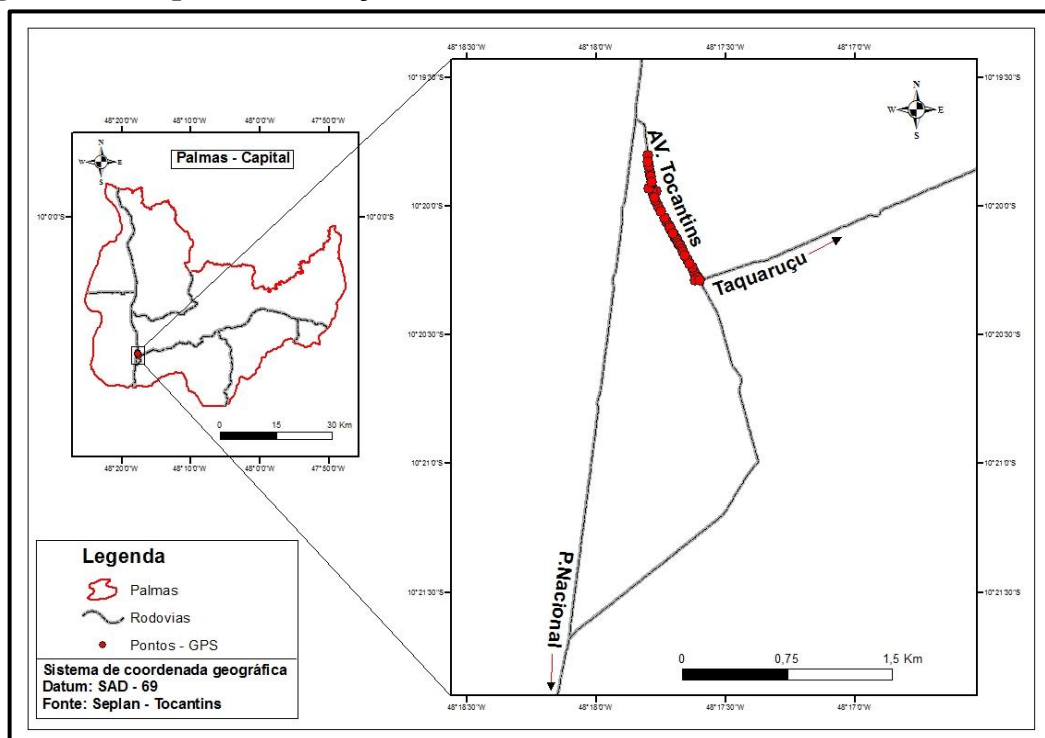 Palmas - Capital
N
W E
S
48°20'0"W 48°10'0"W 48°0'0"W 47°50'0"W
10°0'0"S 10°0'0"S
0 15 30 Km
48°20'0"W 48°10'0"W 48°0'0"W 47°50'0"W
Legenda
Palmas
Rodovias
Pontos - GPS
Sistema de coordenada geográfica
Datum: SAD - 69
Fonte: Seplan - Tocantins
48°18'30"W 48°18'0"W 48°17'30"W 48°17'0"W
10°19'30"S 10°19'30"S
N
W E
S
AV. Tocantins
10°20'0"S 10°20'0"S
Taquaruçu
10°20'30"S 10°20'30"S
10°21'0"S 10°21'0"S
10°21'30"S 10°21'30"S
P.Nacional
0 0,75 1,5 Km
48°18'30"W 48°18'0"W 48°17'30"W 48°17'0"W